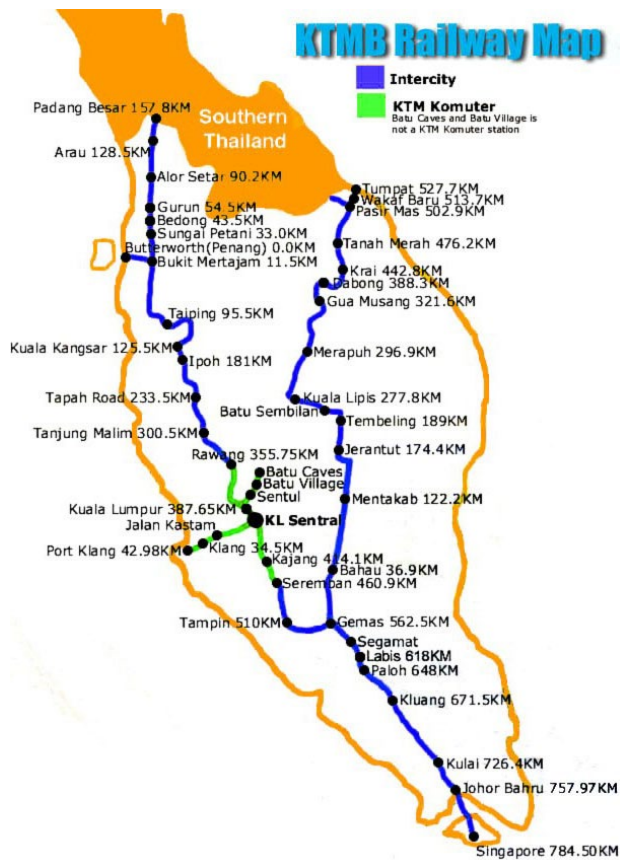 KTMB Railway Map
Intercity
KTM Komuter
Batu Caves and Batu Village is
not a KTM Komuter station
Southern
Thailand
Padang Besar 157.8KM
Arau 128.5KM
Alor Setar 90.2KM
Gurun 54.5KM
Bedong 43.5KM
Sungai Petani 33.0KM
Butterworth(Penang) 0.0KM
Bukit Mertajam 11.5KM
Taiping 95.5KM
Kuala Kangsar 125.5KM
Ipoh 181KM
Tapah Road 233.5KM
Tanjung Malim 300.5KM
Rawang 355.75KM
Batu Caves
Batu Village
Sentul
Kuala Lumpur 387.65KM
KL Sentral
Jalan Kastam
Klang 34.5KM
Port Klang 42.98KM
Kajang 414.1KM
Seremban 460.9KM
Tampin 510KM
Tumpat 527.7KM
Wakaf Baru 513.7KM
Pasir Mas 502.9KM
Tanah Merah 476.2KM
Krai 442.8KM
Dabong 388.3KM
Gua Musang 321.6KM
Merapuh 296.9KM
Kuala Lipis 277.8KM
Batu Sembilan
Tembeling 189KM
Jerantut 174.4KM
Mentakab 122.2KM
Bahau 36.9KM
Gemas 562.5KM
Segamat
Labis 618KM
Paloh 648KM
Kluang 671.5KM
Kulai 726.4KM
Johor Bahru 757.97KM
Singapore 784.50KM